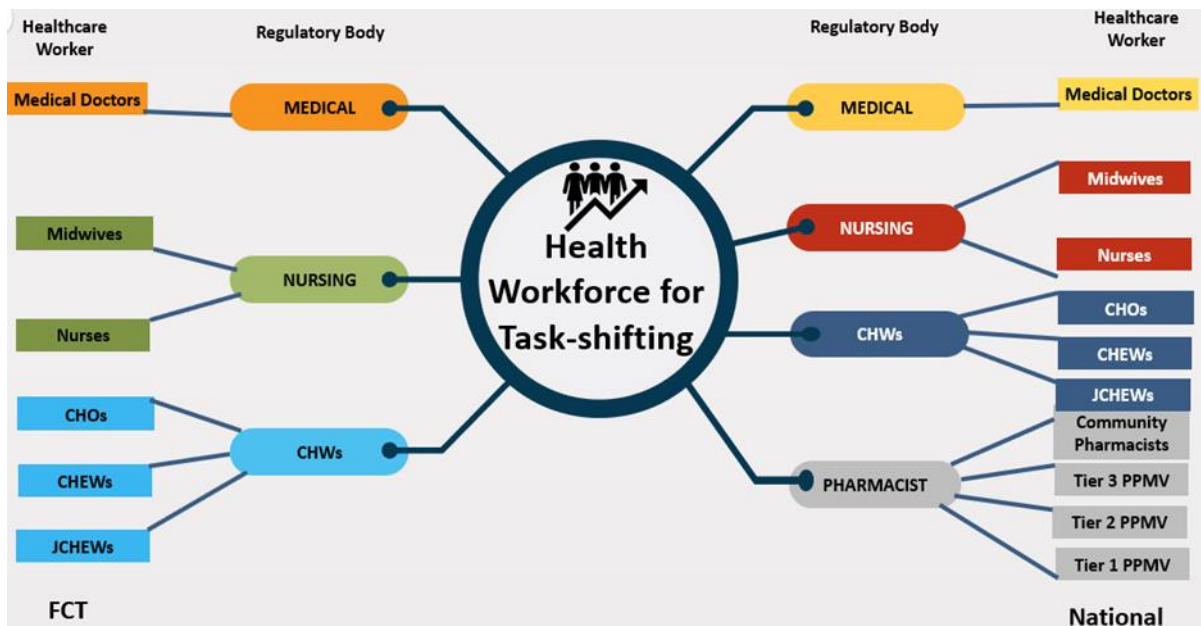 Healthcare
Worker
Regulatory Body
Medical Doctors
MEDICAL
Midwives
NURSING
Nurses
CHOs
CHEWs
CHWs
JCHEWs
FCT
Health
Workforce for
Task-shifting
Regulatory Body
Healthcare
Worker
MEDICAL
Medical Doctors
NURSING
Midwives
Nurses
CHWs
CHOs
CHEWs
JCHEWs
PHARMACIST
Community
Pharmacists
Tier 3 PPMV
Tier 2 PPMV
Tier 1 PPMV
National